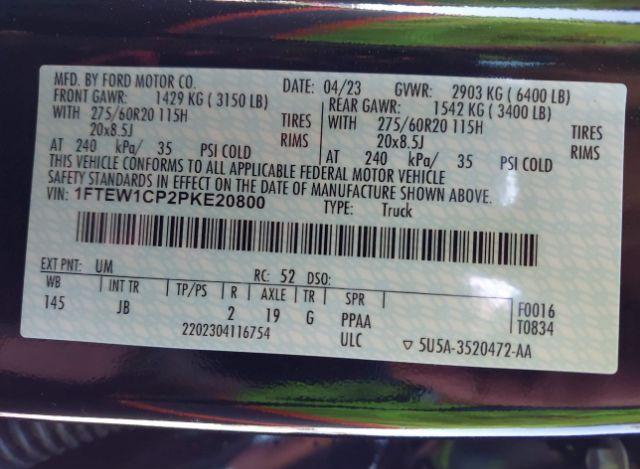 MFD. BY FORD MOTOR CO. DATE: 04/23 GVWR: 2903 KG ( 6400 LB)
FRONT GAWR: 1429 KG ( 3150 LB) REAR GAWR: 1542 KG ( 3400 LB)
WITH 275/60R20 115H TIRES WITH 275/60R20 115H TIRES
20x8.5J RIMS 20x8.5J RIMS
AT 240 kPa/ 35 PSI COLD AT 240 kPa/ 35 PSI COLD
THIS VEHICLE CONFORMS TO ALL APPLICABLE FEDERAL MOTOR VEHICLE
SAFETY STANDARDS IN EFFECT ON THE DATE OF MANUFACTURE SHOWN ABOVE.
VIN: 1FTEW1CP2PKE20800 TYPE: Truck
EXT PNT: UM RC: 52 DSO:
WB INT TR TP/PS R AXLE TR SPR F0016
145 JB 2 19 G PPAA T0834
2202304116754 ULC ▽ 5U5A-3520472-AA